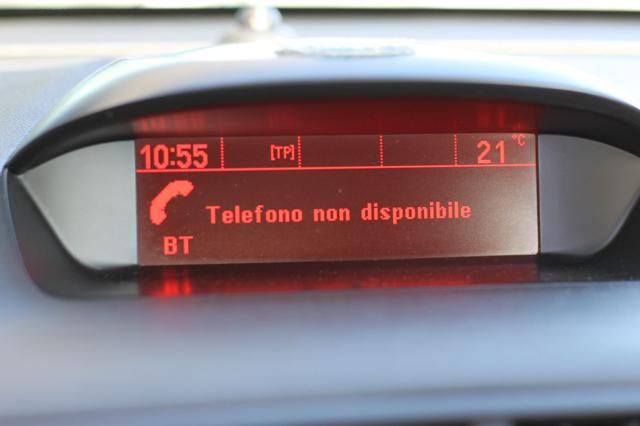 10:55 [TP] 21 °C
Telefono non disponibile
BT